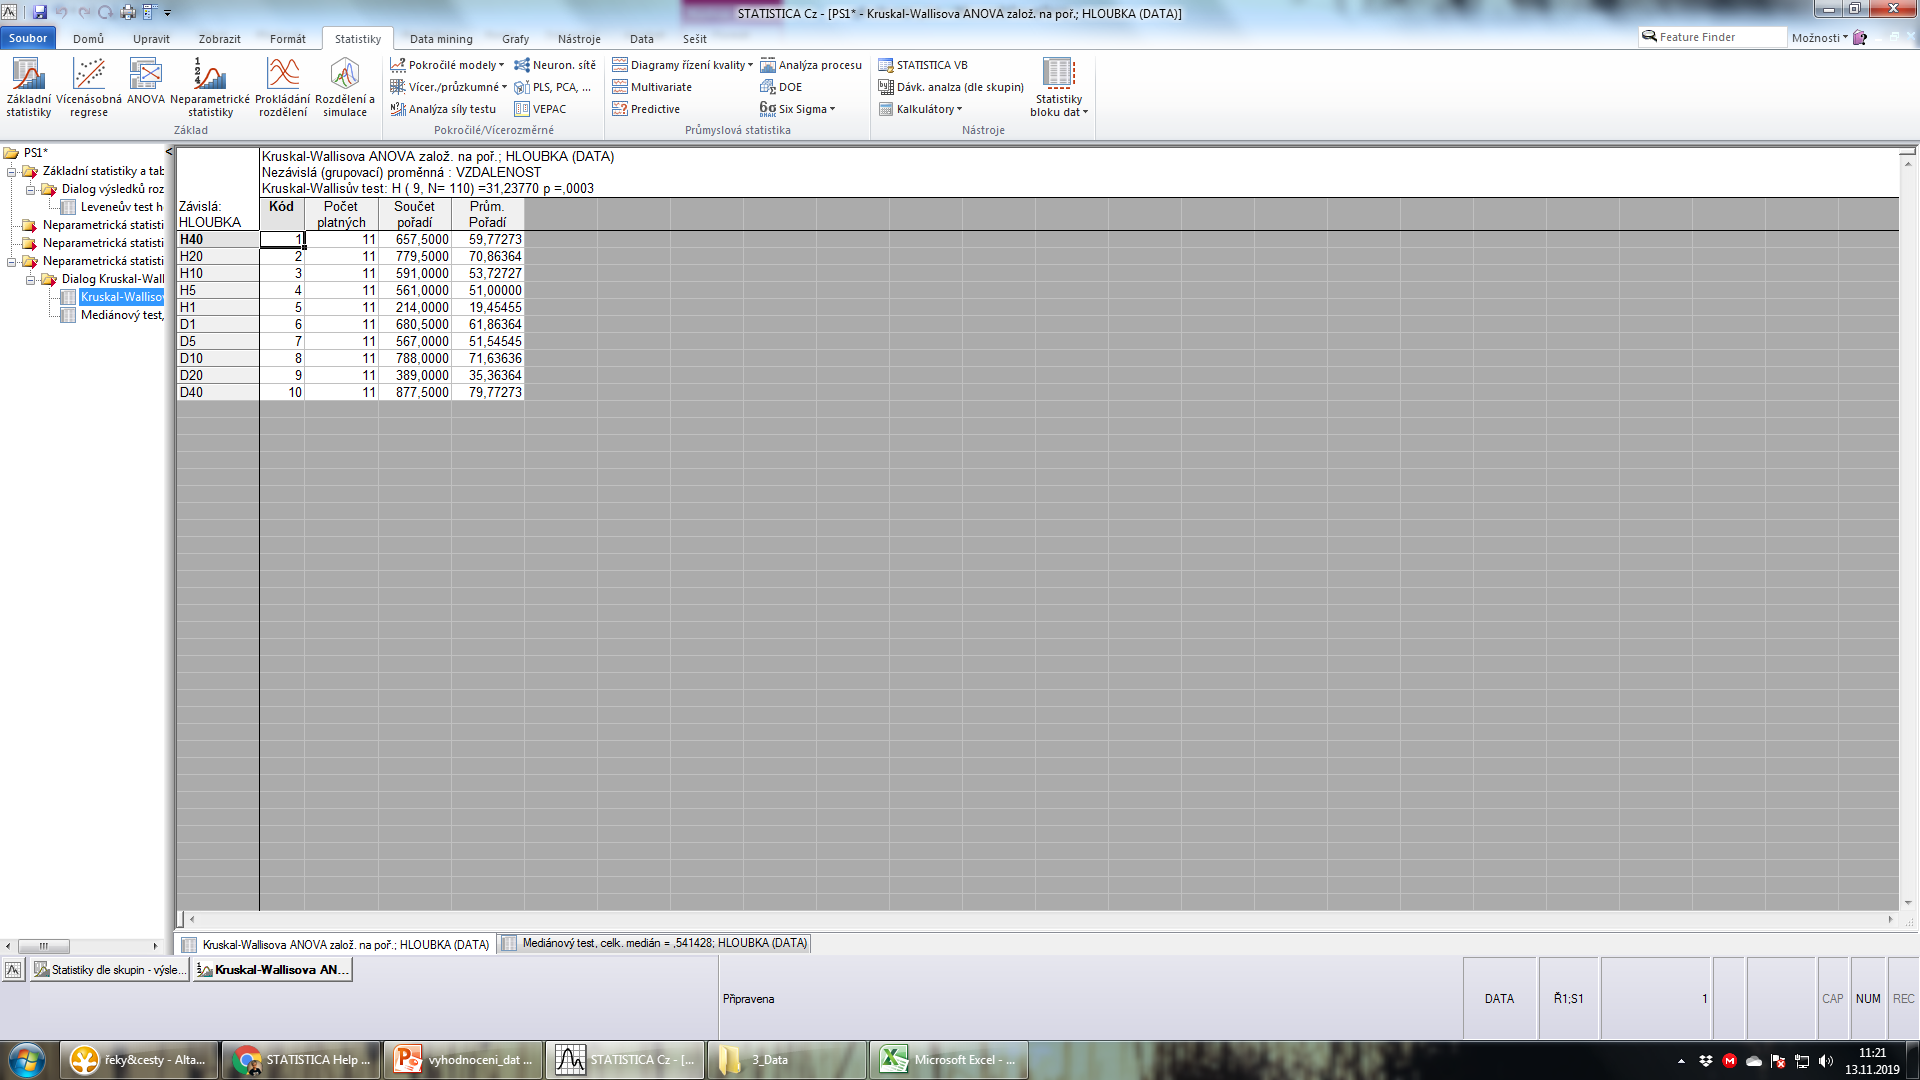 STATISTICA Cz - [PS1* - Kruskal-Wallisova ANOVA založ. na poř.; HLOUBKA (DATA)]
Soubor Domů Upravit Zobrazit Formát Statistiky Data mining Grafy Nástroje Data Sešit Feature Finder Možnosti
Základní statistiky
Vícenásobná regrese
ANOVA
Neparametrické statistiky
Prokládání rozdělení
Rozdělení a simulace
Základ
Pokročilé modely
Vícer./průzkumné
Analýza síly testu
Neuron. sítě
PLS, PCA, ...
VEPAC
Pokročilé/Vícerozměrné
Diagramy řízení kvality
Multivariate
Predictive
Analýza procesu
DOE
Six Sigma
Průmyslová statistika
STATISTICA VB
Dávk. analza (dle skupin)
Kalkulátory
Statistiky bloku dat
Nástroje
PS1*
Základní statistiky a tab
Dialog výsledků roz
Leveneův test h
Neparametrická statisti
Neparametrická statisti
Neparametrická statisti
Dialog Kruskal-Wall
Kruskal-Wallisov
Mediánový test,
Kruskal-Wallisova ANOVA založ. na poř.; HLOUBKA (DATA)
Nezávislá (grupovací) proměnná : VZDALENOST
Kruskal-Wallisův test: H ( 9, N= 110) =31,23770 p =,0003
Závislá: Kód Počet Součet Prům.
HLOUBKA platných pořadí Pořadí
H40 1 11 657,5000 59,77273
H20 2 11 779,5000 70,86364
H10 3 11 591,0000 53,72727
H5 4 11 561,0000 51,00000
H1 5 11 214,0000 19,45455
D1 6 11 680,5000 61,86364
D5 7 11 567,0000 51,54545
D10 8 11 788,0000 71,63636
D20 9 11 389,0000 35,36364
D40 10 11 877,5000 79,77273
Kruskal-Wallisova ANOVA založ. na poř.; HLOUBKA (DATA) Mediánový test, celk. medián = ,541428; HLOUBKA (DATA)
Statistiky dle skupin - výsle... Kruskal-Wallisova AN...
Připravena DATA Ř1;S1 1 CAP NUM REC
řeky&cesty - Alta... STATISTICA Help ... vyhodnoceni_dat ... STATISTICA Cz - [... 3_Data Microsoft Excel - ... 11:21
13.11.2019